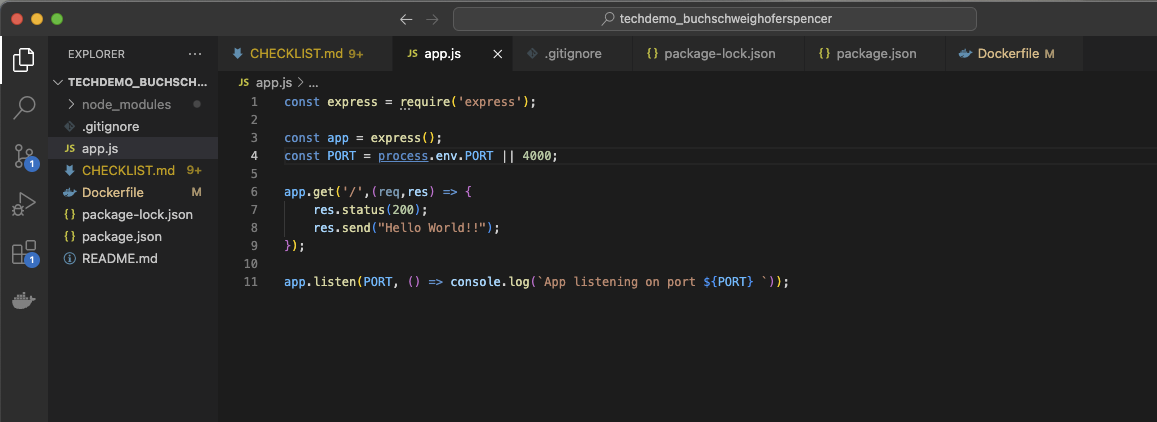 techdemo_buchschweighoferspencer
EXPLORER ...
CHECKLIST.md 9+
JS app.js
.gitignore
{} package-lock.json
{} package.json
Dockerfile M
TECHDEMO_BUCHSCH...
node_modules
.gitignore
JS app.js
CHECKLIST.md 9+
Dockerfile M
{} package-lock.json
{} package.json
README.md
1
1
JS app.js > ...
1 const express = require('express');
2
3 const app = express();
4 const PORT = process.env.PORT || 4000;
5
6 app.get('/',(req,res) => {
7     res.status(200);
8     res.send("Hello World!!");
9 });
10
11 app.listen(PORT, () => console.log(`App listening on port ${PORT} `));